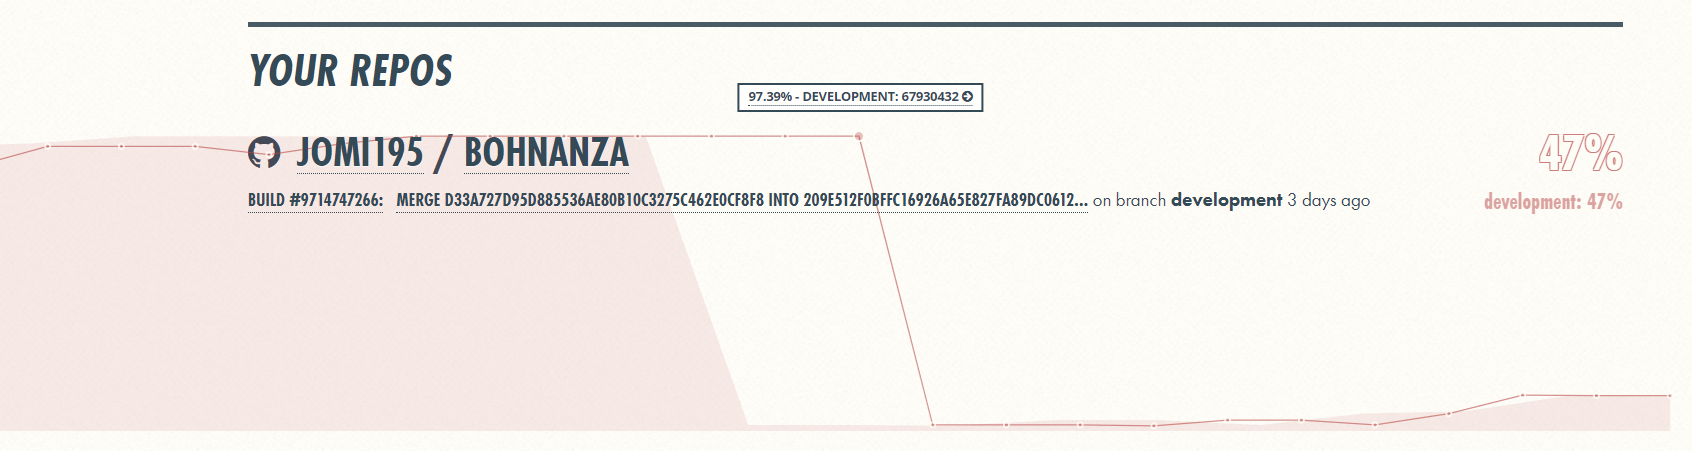 YOUR REPOS
97.39% - DEVELOPMENT: 67930432
JOMI195 / BOHNANZA
47%
BUILD #9714747266: MERGE D33A727D95D885536AE80B10C3275C462E0CF8F8 INTO 209E512F0BFFC16926A65E827FA89DC0612... on branch development 3 days ago
development: 47%